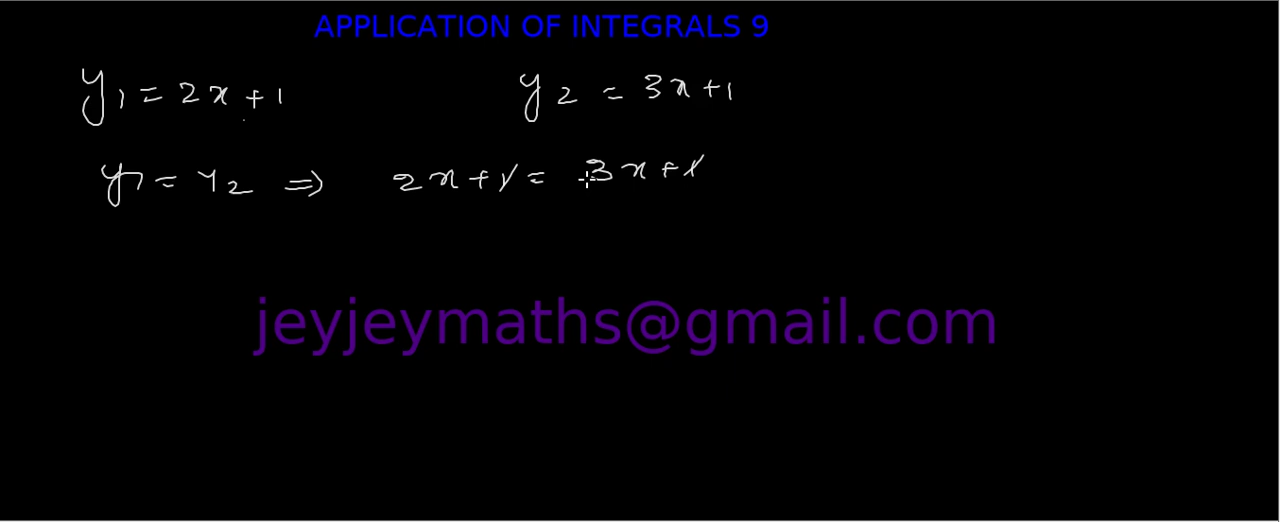 APPLICATION OF INTEGRALS 9
y₁ = 2x + 1
y₂ = 3x + 1
y₁ = y₂ ⇒ 2x + 1 = 3x + 1
jeyjeymaths@gmail.com